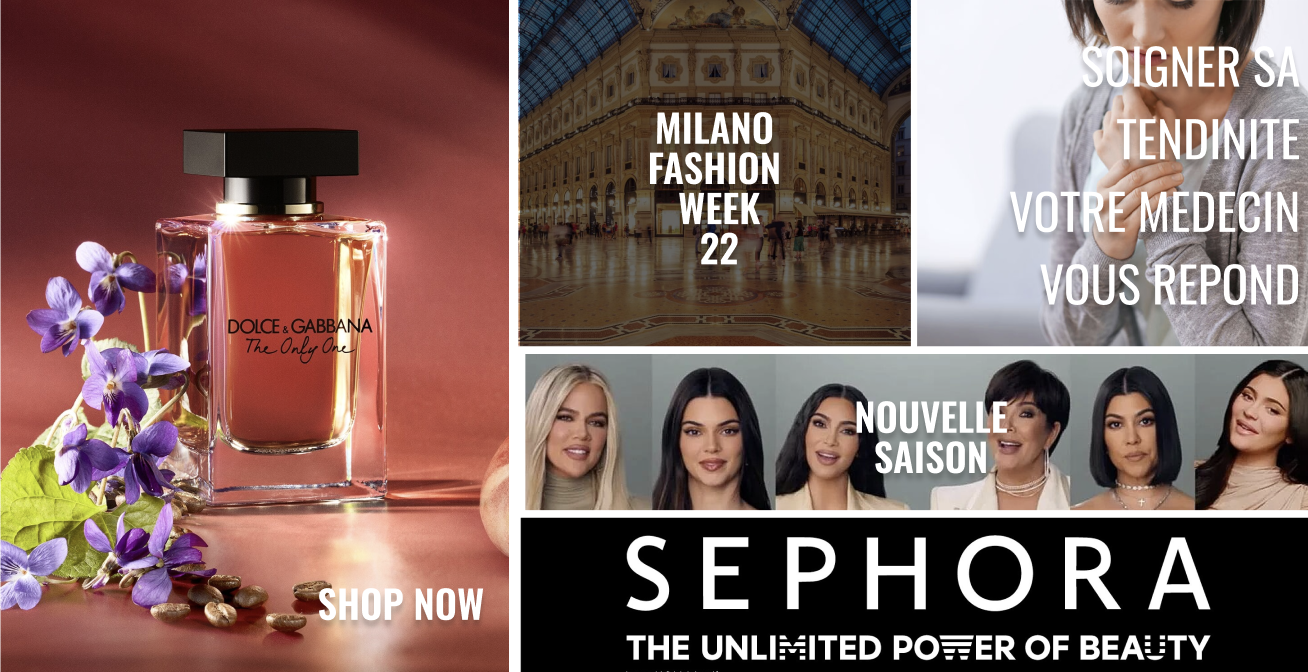 DOLCE & GABBANA
The Only One
SHOP NOW
MILANO
FASHION
WEEK
22
SOIGNER SA
TENDINITE
VOTRE MEDECIN
VOUS REPOND
NOUVELLE
SAISON
SEPHORA
THE UNLIMITED POWER OF BEAUTY